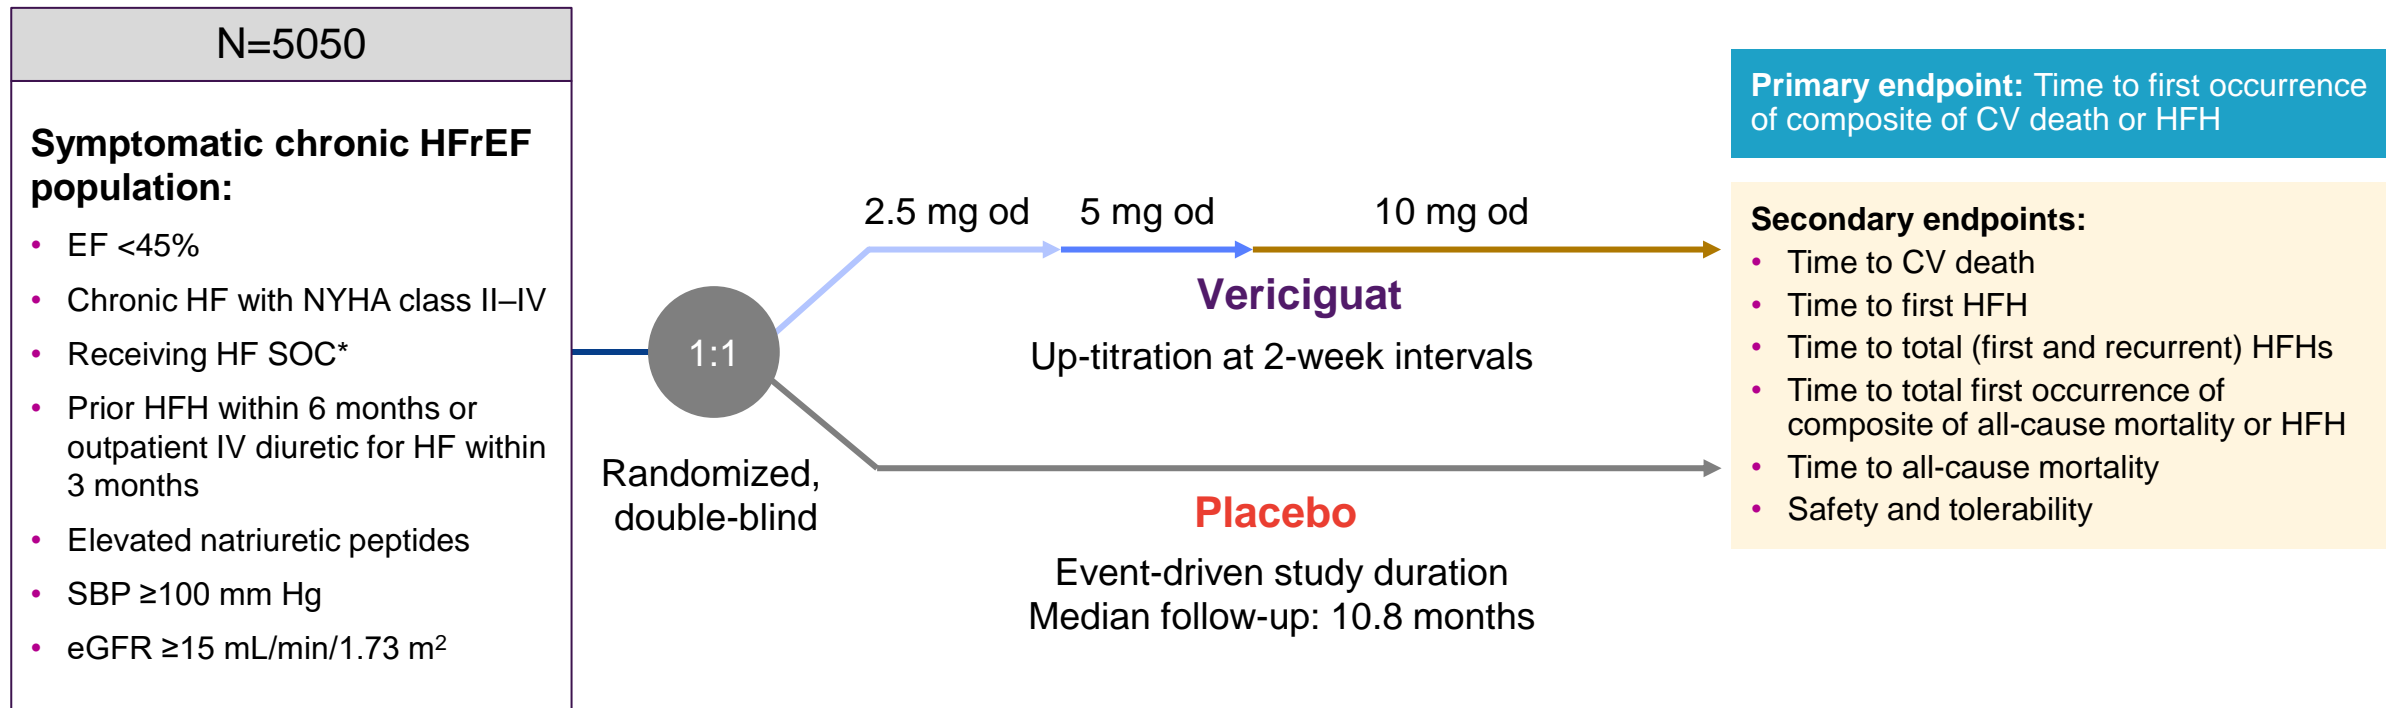 N=5050
Symptomatic chronic HFrEF
population:
• EF <45%
• Chronic HF with NYHA class II–IV
• Receiving HF SOC*
• Prior HFH within 6 months or
outpatient IV diuretic for HF within
3 months
• Elevated natriuretic peptides
• SBP ≥100 mm Hg
• eGFR ≥15 mL/min/1.73 m²
1:1
Randomized,
double-blind
2.5 mg od 5 mg od 10 mg od
Vericiguat
Up-titration at 2-week intervals
Placebo
Event-driven study duration
Median follow-up: 10.8 months
Primary endpoint: Time to first occurrence
of composite of CV death or HFH
Secondary endpoints:
• Time to CV death
• Time to first HFH
• Time to total (first and recurrent) HFHs
• Time to total first occurrence of
composite of all-cause mortality or HFH
• Time to all-cause mortality
• Safety and tolerability